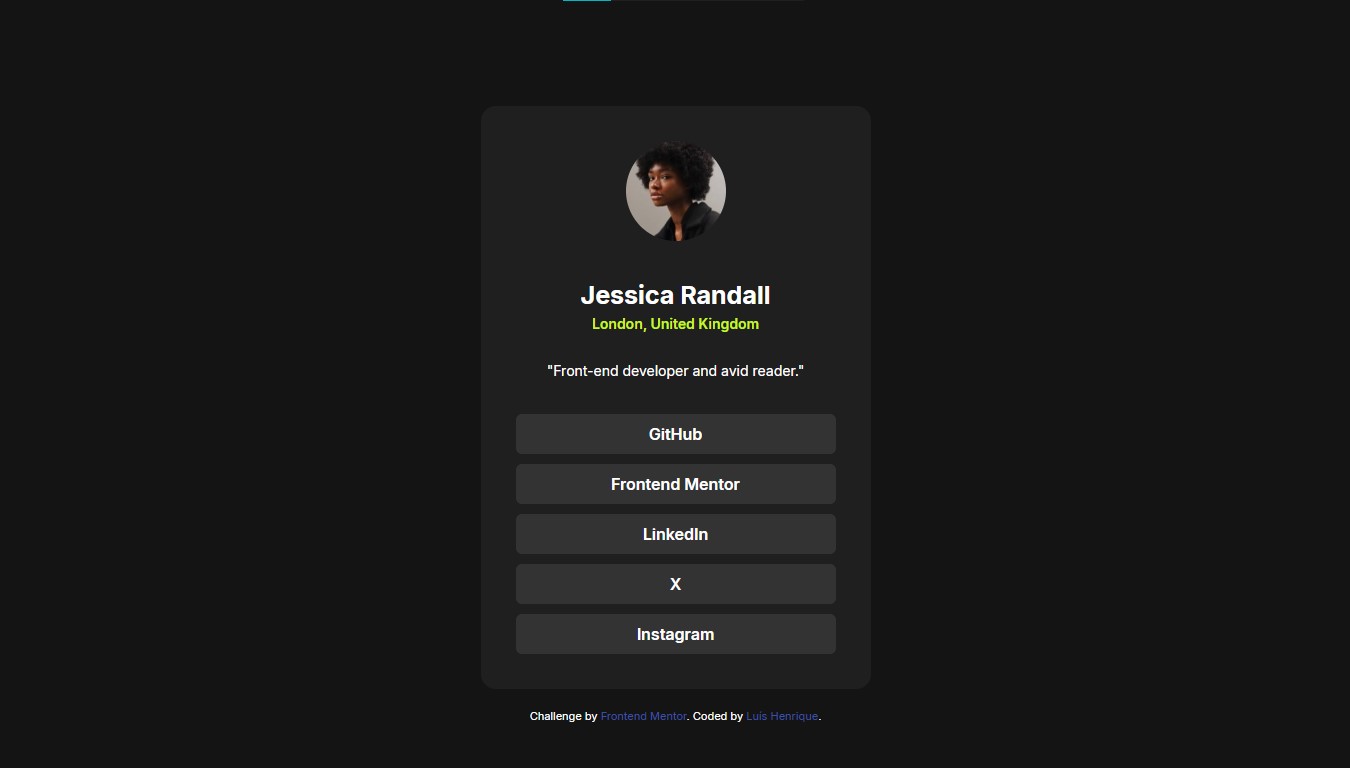 Jessica Randall
London, United Kingdom
"Front-end developer and avid reader."
GitHub
Frontend Mentor
LinkedIn
X
Instagram
Challenge by Frontend Mentor. Coded by Luís Henrique.